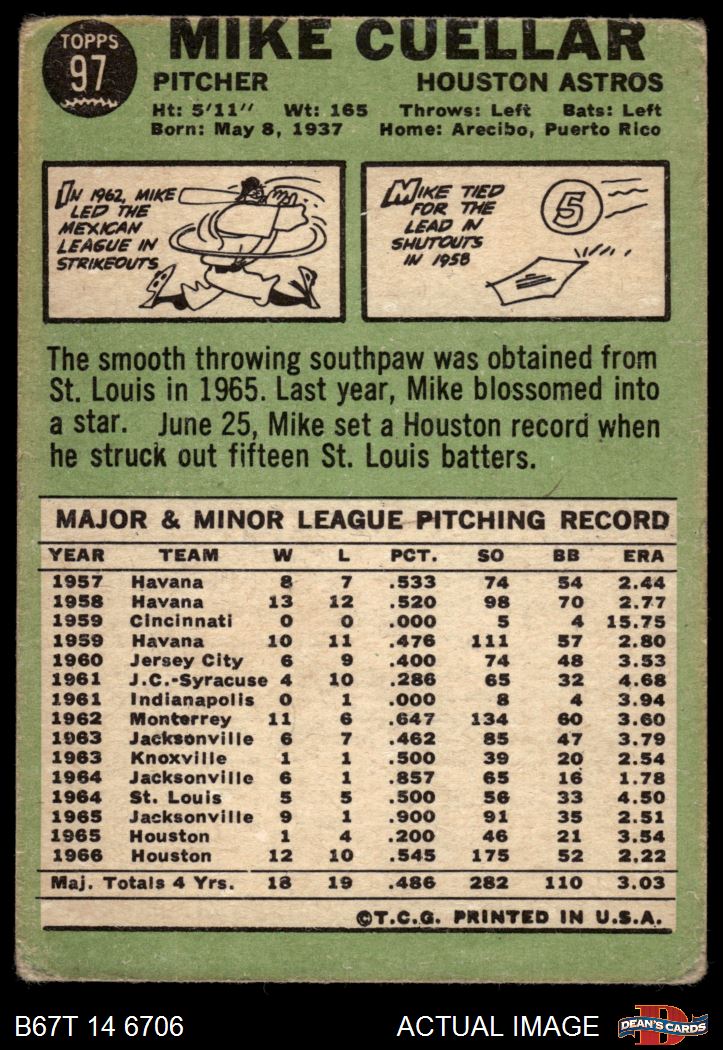 TOPPS
97
MIKE CUELLAR
PITCHER HOUSTON ASTROS
Ht: 5'11" Wt: 165 Throws: Left Bats: Left
Born: May 8, 1937 Home: Arecibo, Puerto Rico
IN 1962, MIKE
LED THE
MEXICAN
LEAGUE IN
STRIKEOUTS
MIKE TIED
FOR THE
LEAD IN
SHUTOUTS
IN 1958
5
The smooth throwing southpaw was obtained from
St. Louis in 1965. Last year, Mike blossomed into
a star. June 25, Mike set a Houston record when
he struck out fifteen St. Louis batters.
MAJOR & MINOR LEAGUE PITCHING RECORD
YEAR TEAM W L PCT. SO BB ERA
1957 Havana 8 7 .533 74 54 2.44
1958 Havana 13 12 .520 98 70 2.77
1959 Cincinnati 0 0 .000 5 4 15.75
1959 Havana 10 11 .476 111 57 2.80
1960 Jersey City 6 9 .400 74 48 3.53
1961 J.C.-Syracuse 4 10 .286 65 32 4.68
1961 Indianapolis 0 1 .000 8 4 3.94
1962 Monterrey 11 6 .647 134 60 3.60
1963 Jacksonville 6 7 .462 85 47 3.79
1963 Knoxville 1 1 .500 39 20 2.54
1964 Jacksonville 6 1 .857 65 16 1.78
1964 St. Louis 5 5 .500 56 33 4.50
1965 Jacksonville 9 1 .900 91 35 2.51
1965 Houston 1 4 .200 46 21 3.54
1966 Houston 12 10 .545 175 52 2.22
Maj. Totals 4 Yrs. 18 19 .486 282 110 3.03
©T.C.G. PRINTED IN U.S.A.
B67T 14 6706 ACTUAL IMAGE
DEAN'S CARDS